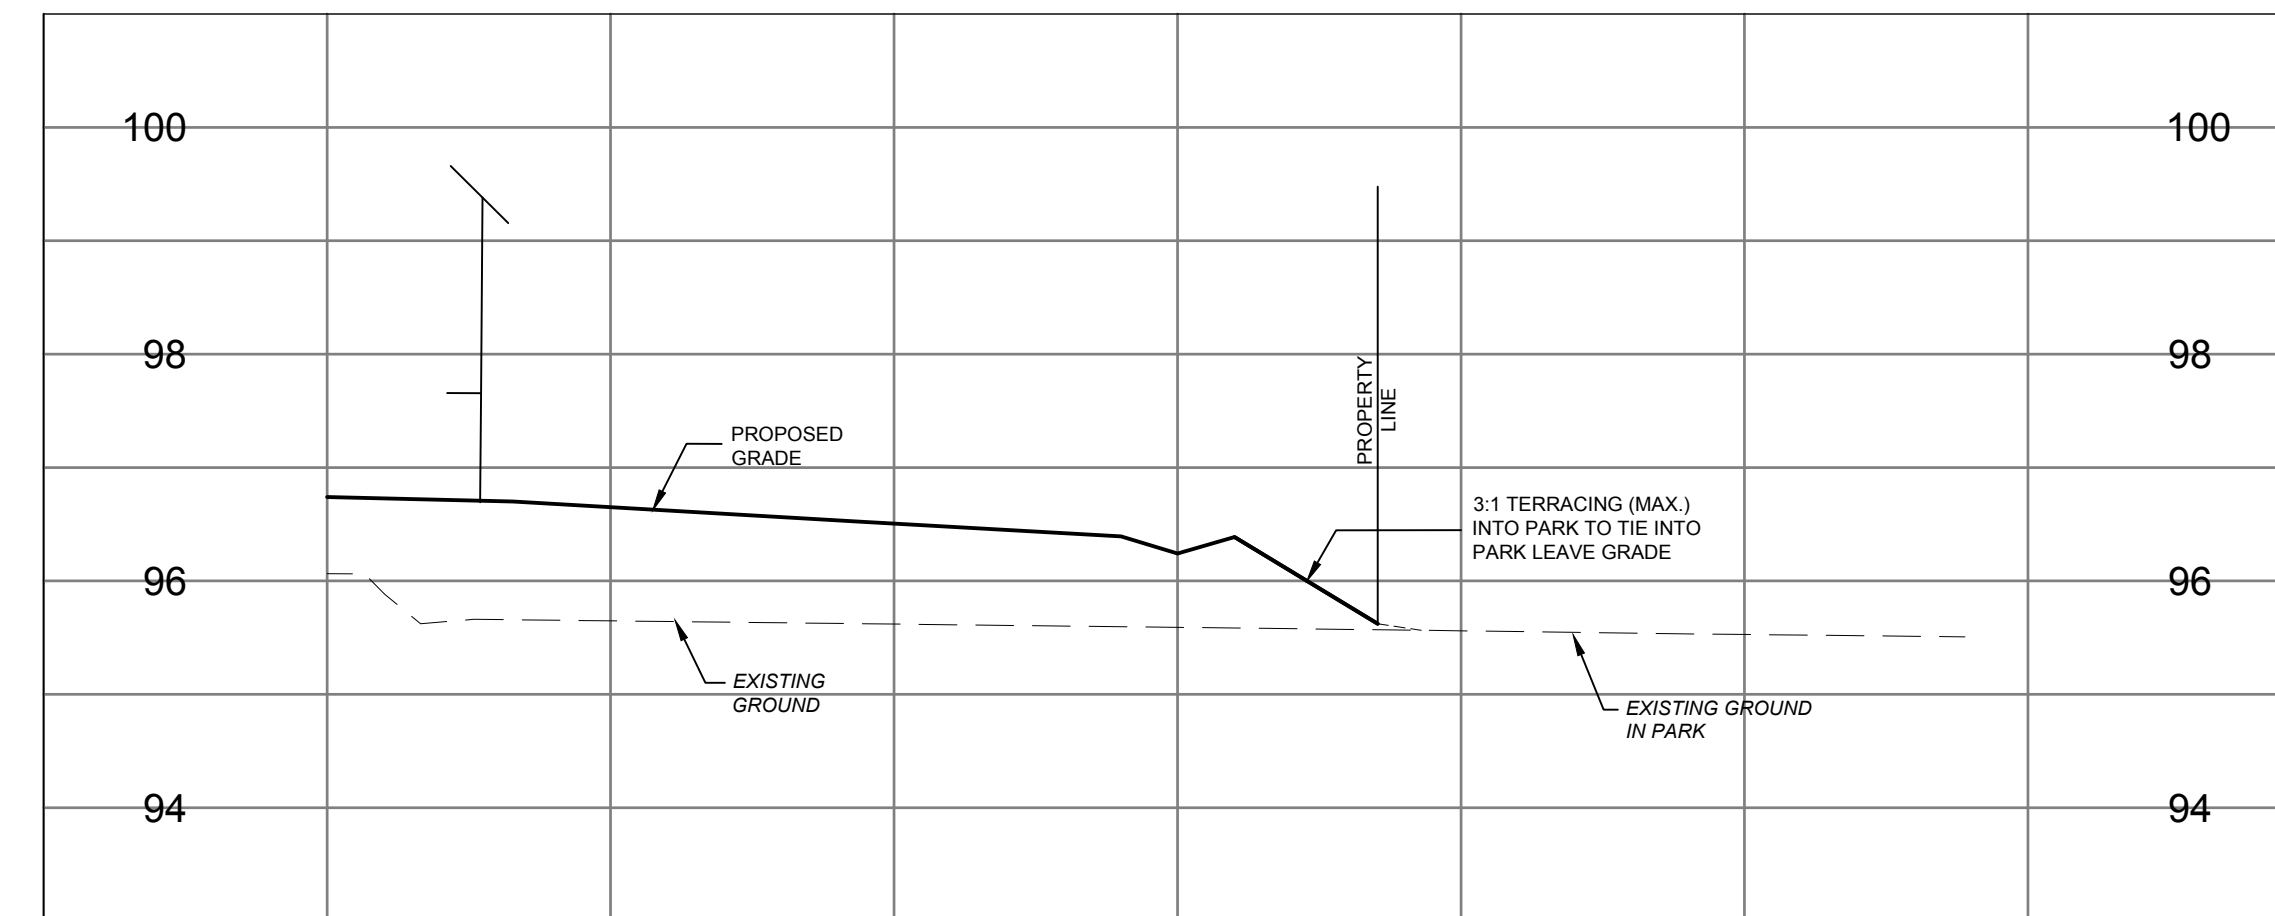 100
100
98
98
PROPERTY
LINE
PROPOSED
GRADE
3:1 TERRACING (MAX.)
INTO PARK TO TIE INTO
PARK LEAVE GRADE
96
96
EXISTING
GROUND
EXISTING GROUND
IN PARK
94
94